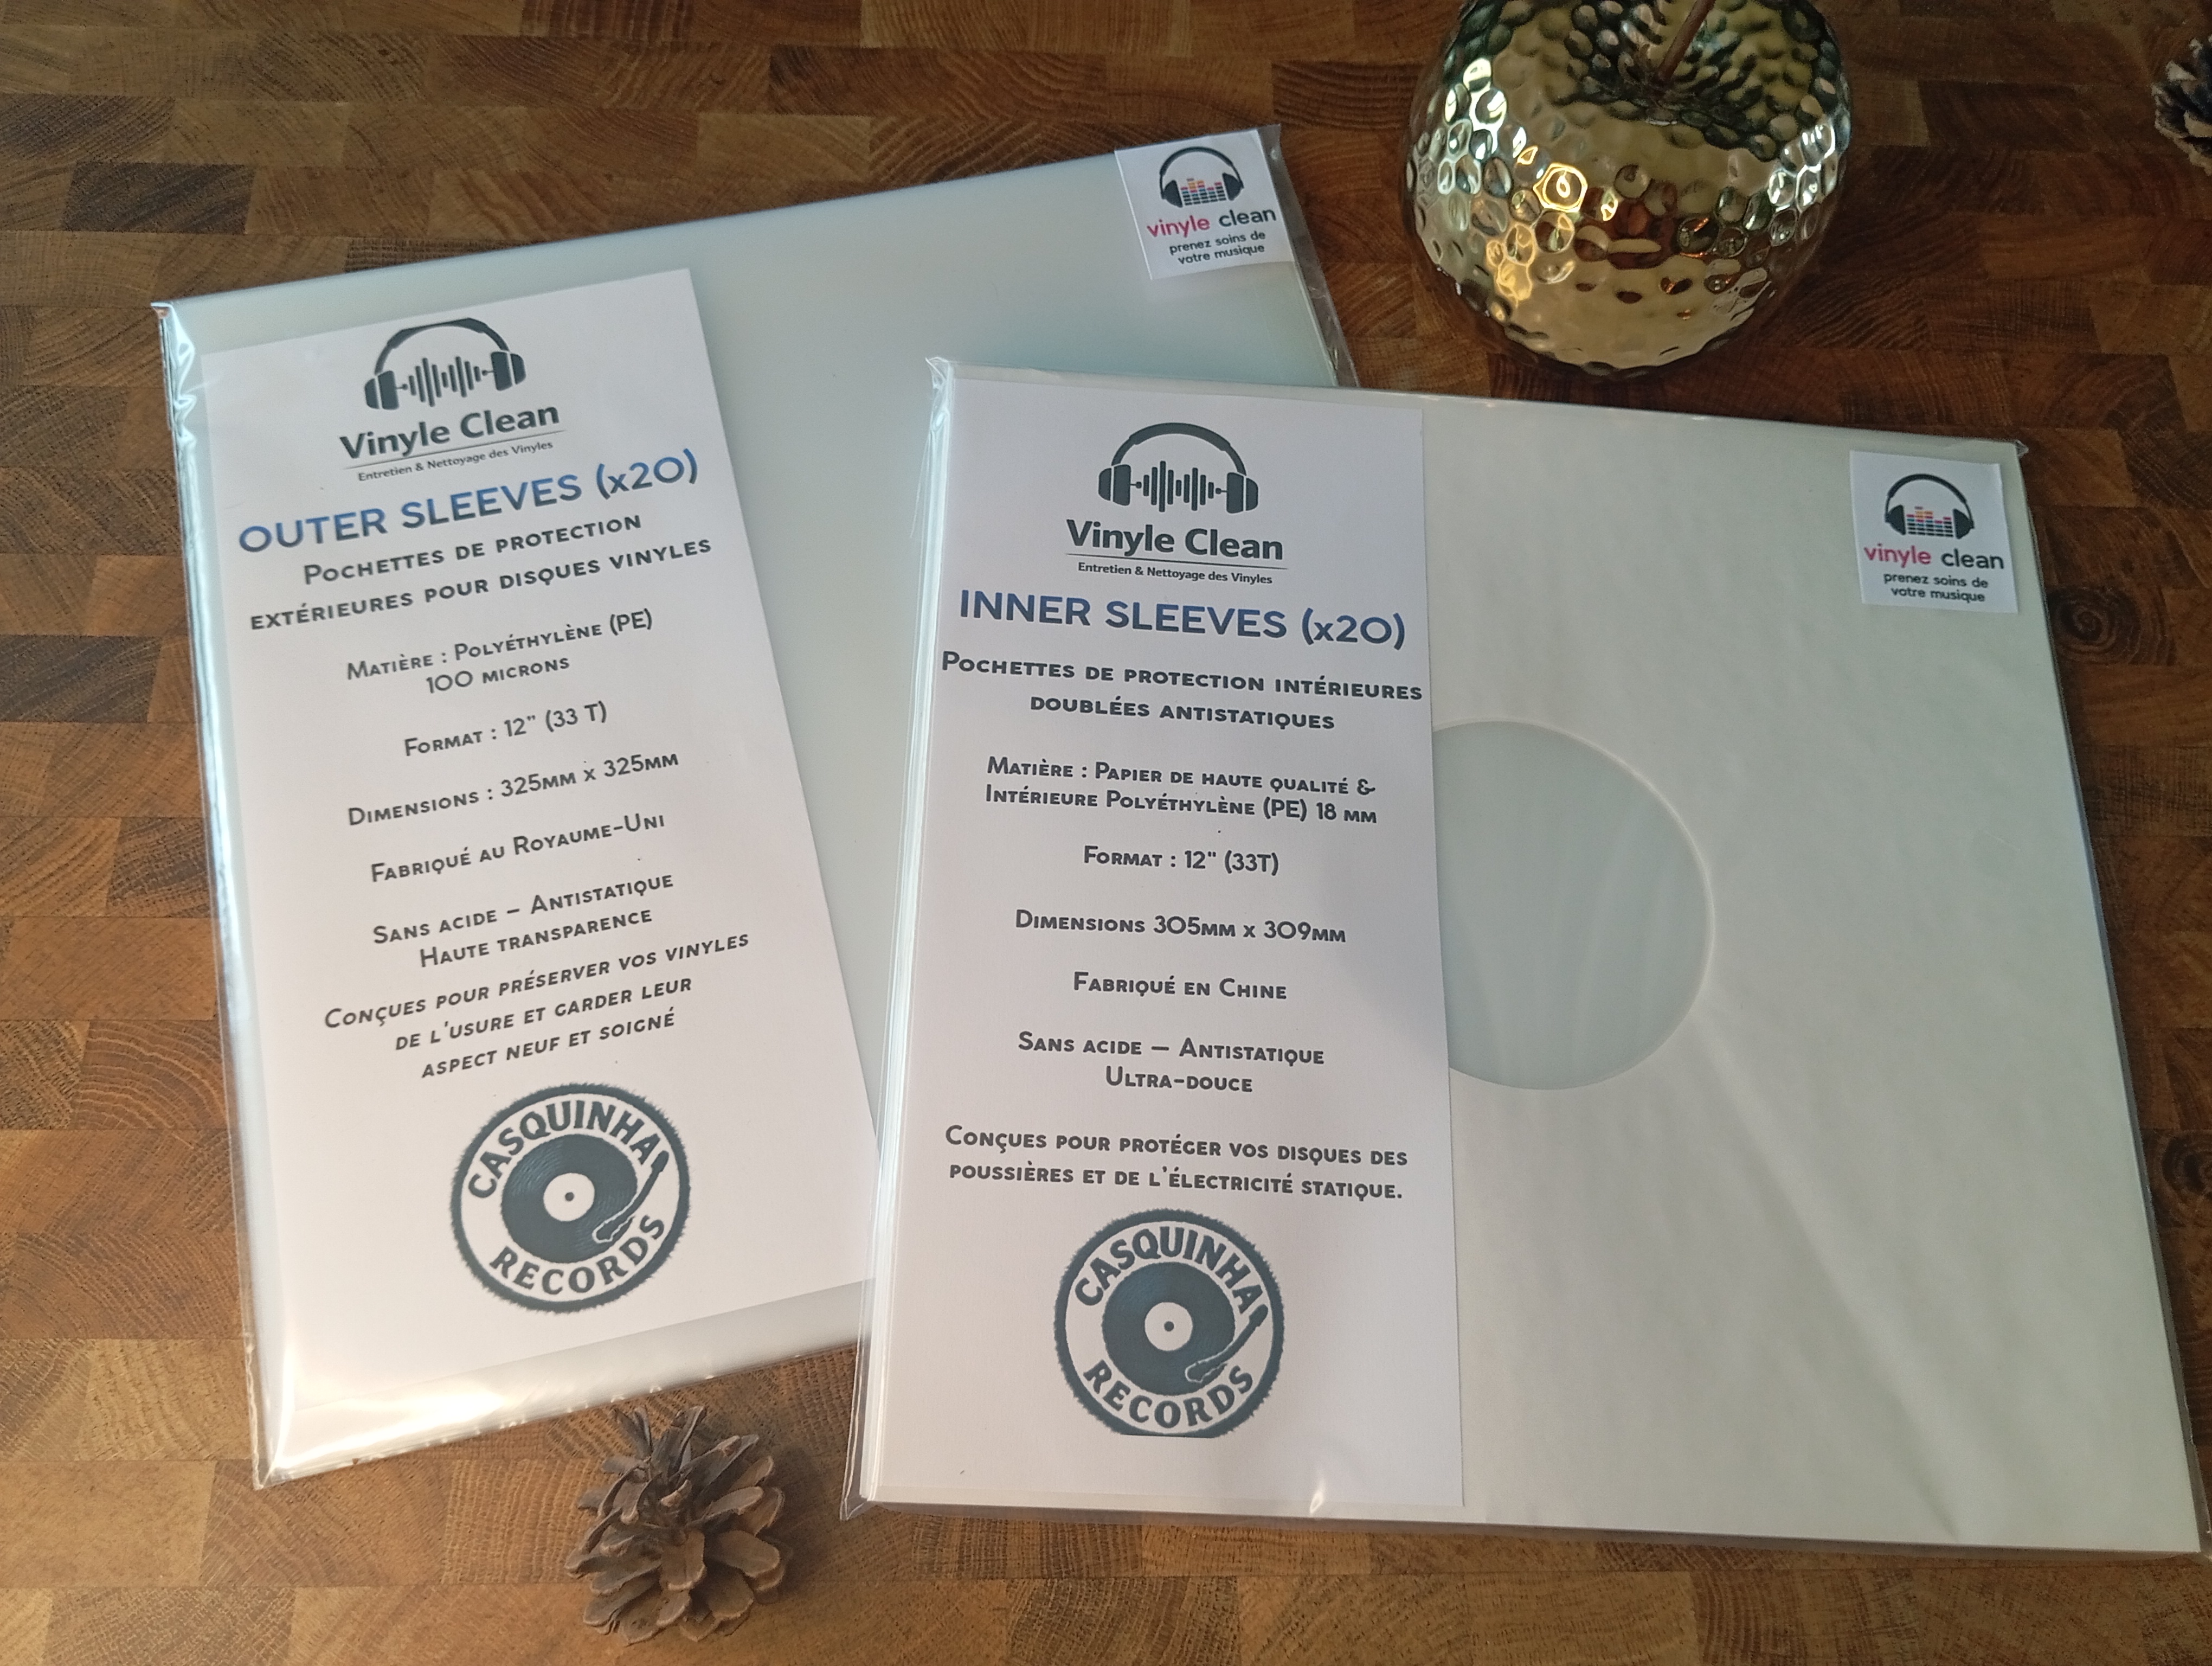 Vinyle Clean
Entretien & Nettoyage des Vinyles
OUTER SLEEVES (x20)
Pochettes de protection
extérieures pour disques vinyles
Matière : Polyéthylène (PE)
100 microns
Format : 12" (33 T)
Dimensions : 325mm x 325mm
Fabriqué au Royaume-Uni
Sans acide – Antistatique
Haute transparence
Conçues pour préserver vos vinyles
de l'usure et garder leur
aspect neuf et soigné
CASQUINHA
RECORDS
vinyle clean
prenez soins de
votre musique
Vinyle Clean
Entretien & Nettoyage des Vinyles
INNER SLEEVES (x20)
Pochettes de protection intérieures
doublées antistatiques
Matière : Papier de haute qualité &
Intérieure Polyéthylène (PE) 18 mm
Format : 12" (33T)
Dimensions 305mm x 309mm
Fabriqué en Chine
Sans acide – Antistatique
Ultra-douce
Conçues pour protéger vos disques des
poussières et de l'électricité statique.
CASQUINHA
RECORDS
vinyle clean
prenez soins de
votre musique